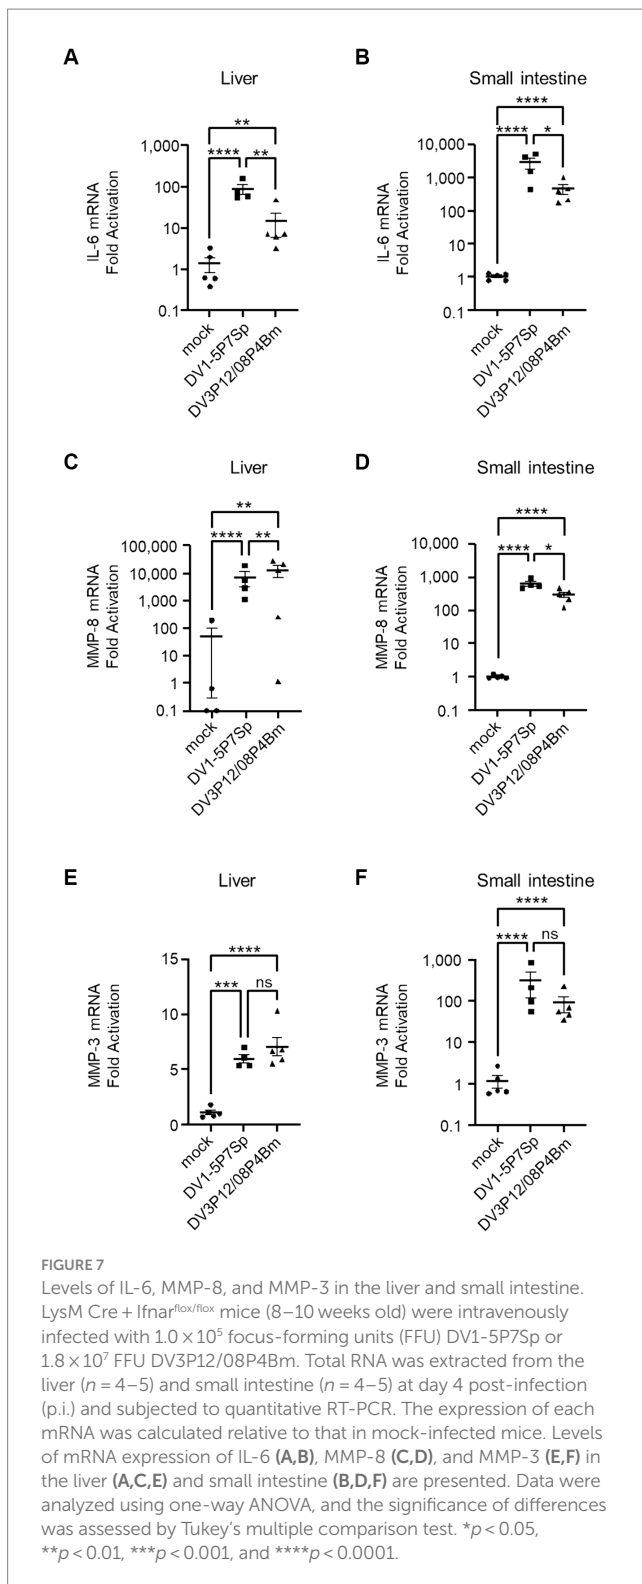 A
Liver
**
**** **
1,000
100
10
1
0.1
IL-6 mRNA
Fold Activation
mock
DV1-5P7Sp
DV3P12/08P4Bm
B
Small intestine
****
**** *
10,000
1,000
100
10
1
0.1
IL-6 mRNA
Fold Activation
mock
DV1-5P7Sp
DV3P12/08P4Bm
C
Liver
**
**** **
100,000
10,000
1,000
100
10
1
0.1
MMP-8 mRNA
Fold Activation
mock
DV1-5P7Sp
DV3P12/08P4Bm
D
Small intestine
****
**** *
10,000
1,000
100
10
1
0.1
MMP-8 mRNA
Fold Activation
mock
DV1-5P7Sp
DV3P12/08P4Bm
E
Liver
****
*** ns
15
10
5
0
MMP-3 mRNA
Fold Activation
mock
DV1-5P7Sp
DV3P12/08P4Bm
F
Small intestine
****
**** ns
1,000
100
10
1
0.1
MMP-3 mRNA
Fold Activation
mock
DV1-5P7Sp
DV3P12/08P4Bm
FIGURE 7
Levels of IL-6, MMP-8, and MMP-3 in the liver and small intestine.
LysM Cre + Ifnar^flox/flox mice (8–10 weeks old) were intravenously
infected with 1.0 × 10⁵ focus-forming units (FFU) DV1-5P7Sp or
1.8 × 10⁷ FFU DV3P12/08P4Bm. Total RNA was extracted from the
liver (n = 4–5) and small intestine (n = 4–5) at day 4 post-infection
(p.i.) and subjected to quantitative RT-PCR. The expression of each
mRNA was calculated relative to that in mock-infected mice. Levels
of mRNA expression of IL-6 (A,B), MMP-8 (C,D), and MMP-3 (E,F) in
the liver (A,C,E) and small intestine (B,D,F) are presented. Data were
analyzed using one-way ANOVA, and the significance of differences
was assessed by Tukey's multiple comparison test. *p < 0.05,
**p < 0.01, ***p < 0.001, and ****p < 0.0001.